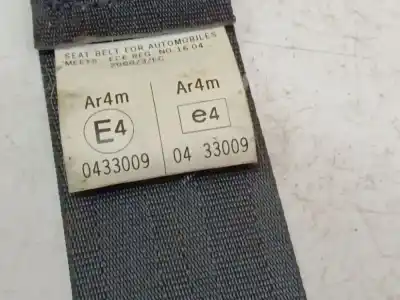 SEAT BELT FOR AUTOMOBILES
MEETS ECE REG. NO.16.04
2000/3/EC
Ar4m
E4
0433009
Ar4m
e4
04 33009